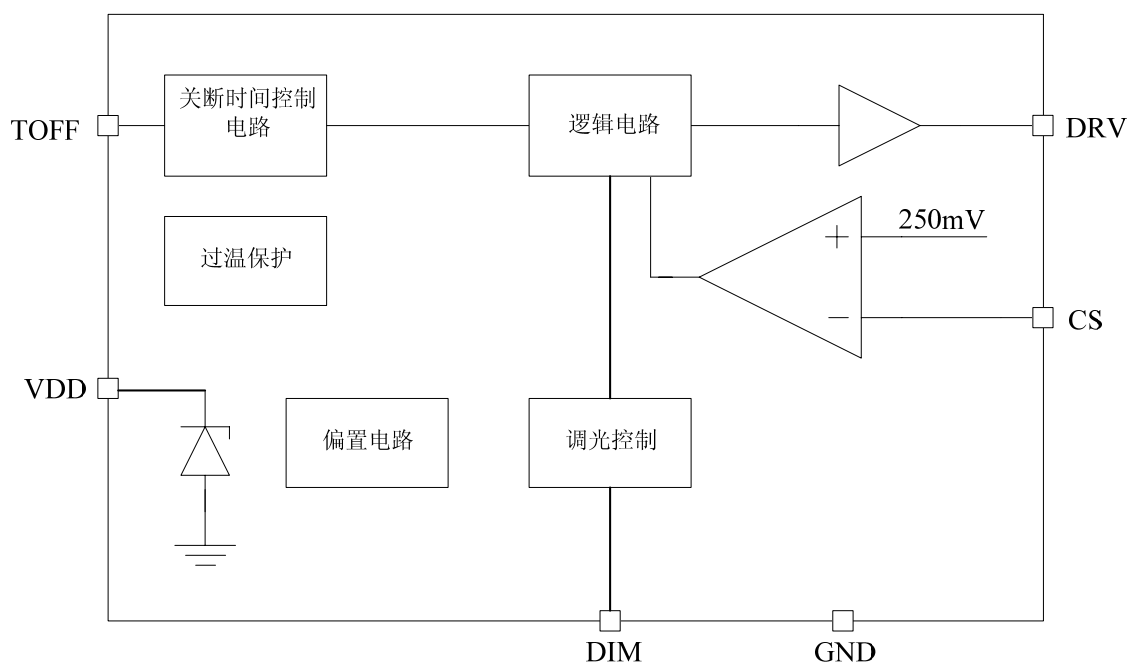 关断时间控制
电路
逻辑电路
TOFF
DRV
250mV
过温保护
CS
VDD
偏置电路
调光控制
DIM
GND